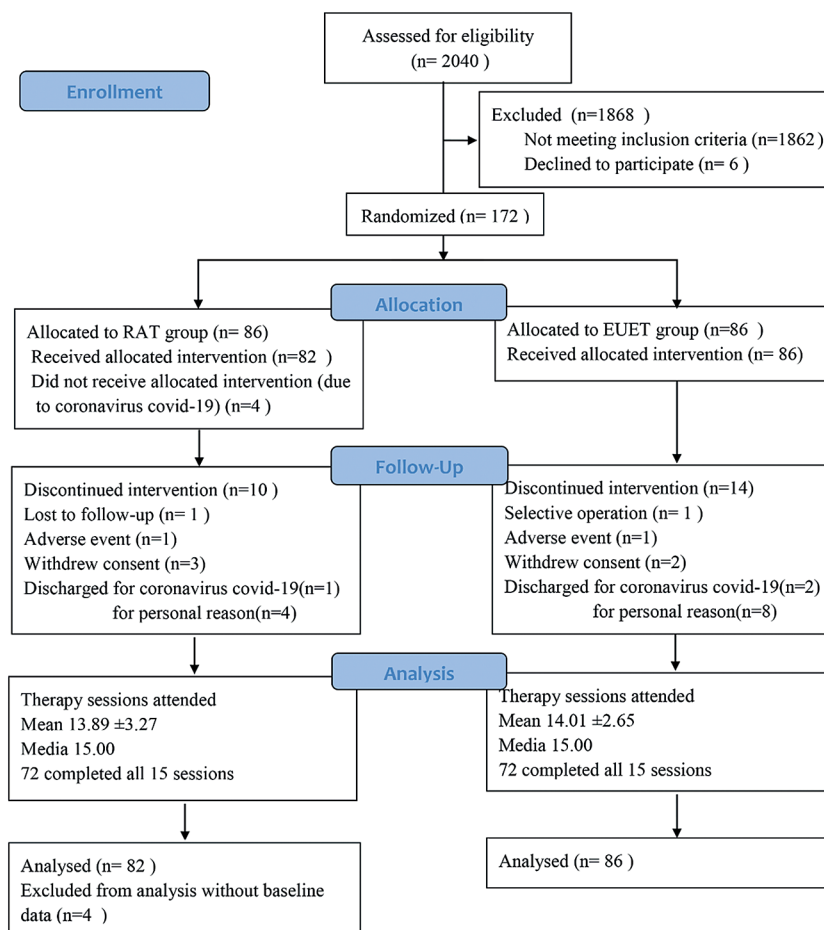 Assessed for eligibility
(n= 2040 )
Enrollment
Excluded (n=1868 )
Not meeting inclusion criteria (n=1862)
Declined to participate (n= 6 )
Randomized (n= 172 )
Allocation
Allocated to RAT group (n= 86)
Received allocated intervention (n=82 )
Did not receive allocated intervention (due
to coronavirus covid-19) (n=4 )
Allocated to EUET group (n=86 )
Received allocated intervention (n= 86)
Follow-Up
Discontinued intervention (n=10 )
Lost to follow-up (n= 1 )
Adverse event (n=1)
Withdrew consent (n=3)
Discharged for coronavirus covid-19(n=1)
for personal reason(n=4)
Discontinued intervention (n=14)
Selective operation (n= 1 )
Adverse event (n=1)
Withdrew consent (n=2)
Discharged for coronavirus covid-19(n=2)
for personal reason(n=8)
Analysis
Therapy sessions attended
Mean 13.89 ±3.27
Media 15.00
72 completed all 15 sessions
Therapy sessions attended
Mean 14.01 ±2.65
Media 15.00
72 completed all 15 sessions
Analysed (n= 82 )
Excluded from analysis without baseline
data (n=4 )
Analysed (n= 86 )